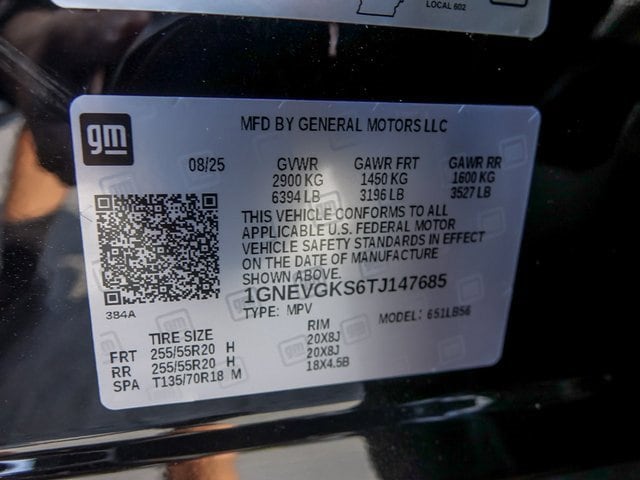 LOCAL 602
gm
MFD BY GENERAL MOTORS LLC
08/25 GVWR GAWR FRT GAWR RR
2900 KG 1450 KG 1600 KG
6394 LB 3196 LB 3527 LB
THIS VEHICLE CONFORMS TO ALL
APPLICABLE U.S. FEDERAL MOTOR
VEHICLE SAFETY STANDARDS IN EFFECT
ON THE DATE OF MANUFACTURE
SHOWN ABOVE.
1GNEVGKS6TJ147685
384A
TYPE: MPV MODEL: 651LB56
TIRE SIZE RIM
FRT 255/55R20 H 20X8J
RR 255/55R20 H 20X8J
SPA T135/70R18 M 18X4.5B